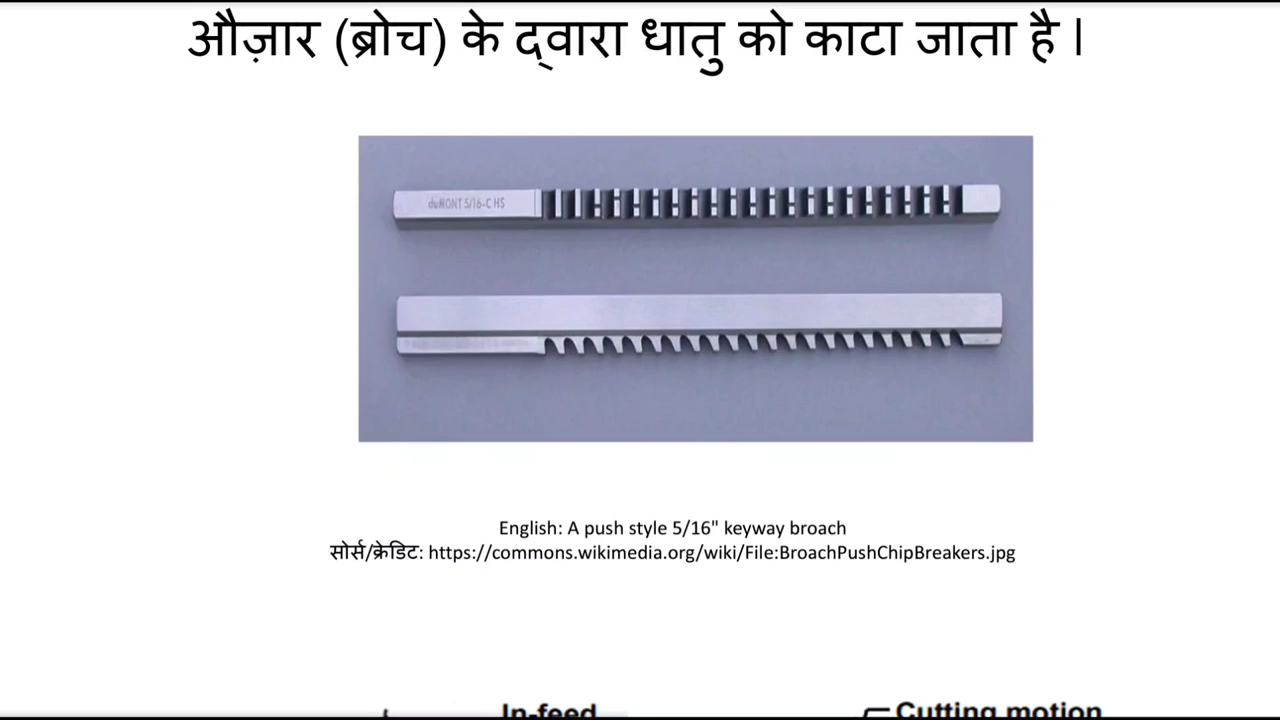 औज़ार (ब्रोच) के द्वारा धातु को काटा जाता है ।
duMONT 5/16-C HS
English: A push style 5/16" keyway broach
सोर्स/क्रेडिट: https://commons.wikimedia.org/wiki/File:BroachPushChipBreakers.jpg
In-feed
Cutting motion